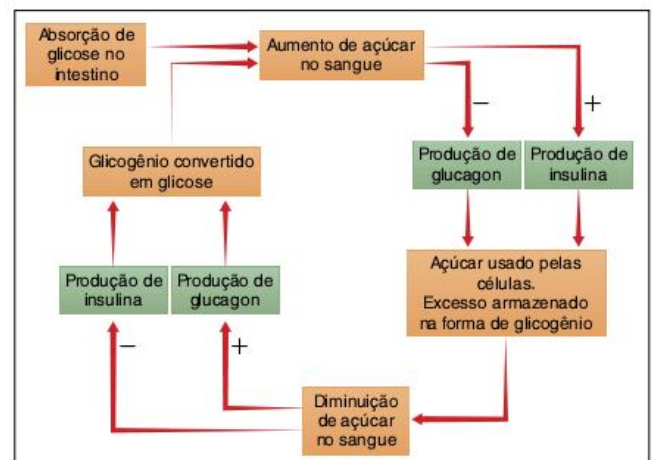 Absorção de
glicose no
intestino
Aumento de açúcar
no sangue
−
+
Glicogênio convertido
em glicose
Produção de
glucagon
Produção de
insulina
Açúcar usado pelas
células.
Excesso armazenado
na forma de glicogênio
Produção de
insulina
Produção de
glucagon
−
+
Diminuição
de açúcar
no sangue